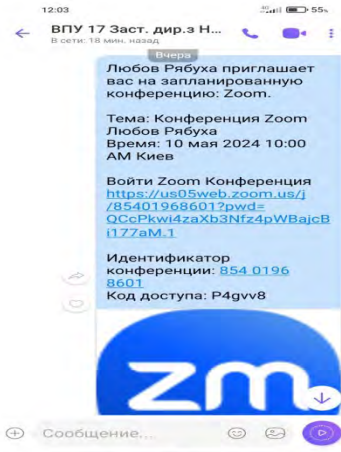 12:03
55%
ВПУ 17 Заст. дир.з Н...
В сети: 18 мин. назад
Вчера
Любов Рябуха приглашает
вас на запланированную
конференцию: Zoom.
Тема: Конференция Zoom
Любов Рябуха
Время: 10 мая 2024 10:00
AM Киев
Войти Zoom Конференция
https://us05web.zoom.us/j
/85401968601?pwd=
QCcPkwi4zaXb3Nfz4pWBajcB
i177aM.1
Идентификатор
конференции: 854 0196
8601
Код доступа: P4gvv8
zm
Сообщение...